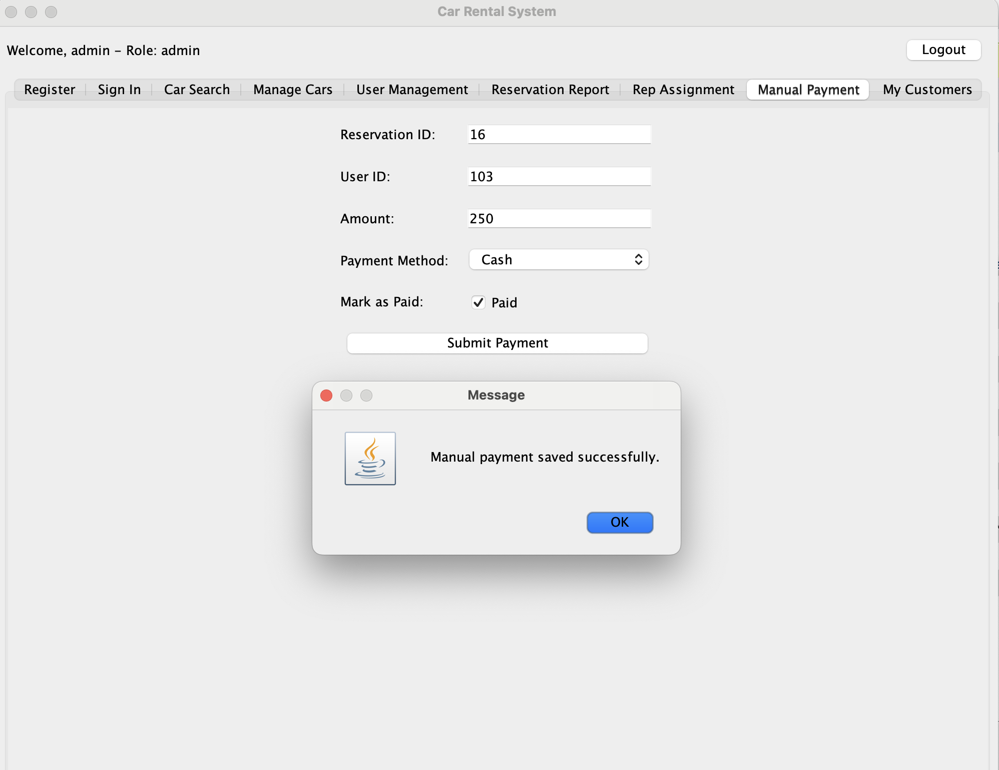 Car Rental System
Welcome, admin – Role: admin
Logout
Register Sign In Car Search Manage Cars User Management Reservation Report Rep Assignment Manual Payment My Customers
Reservation ID: 16
User ID: 103
Amount: 250
Payment Method: Cash
Mark as Paid: Paid
Submit Payment
Message
Manual payment saved successfully.
OK